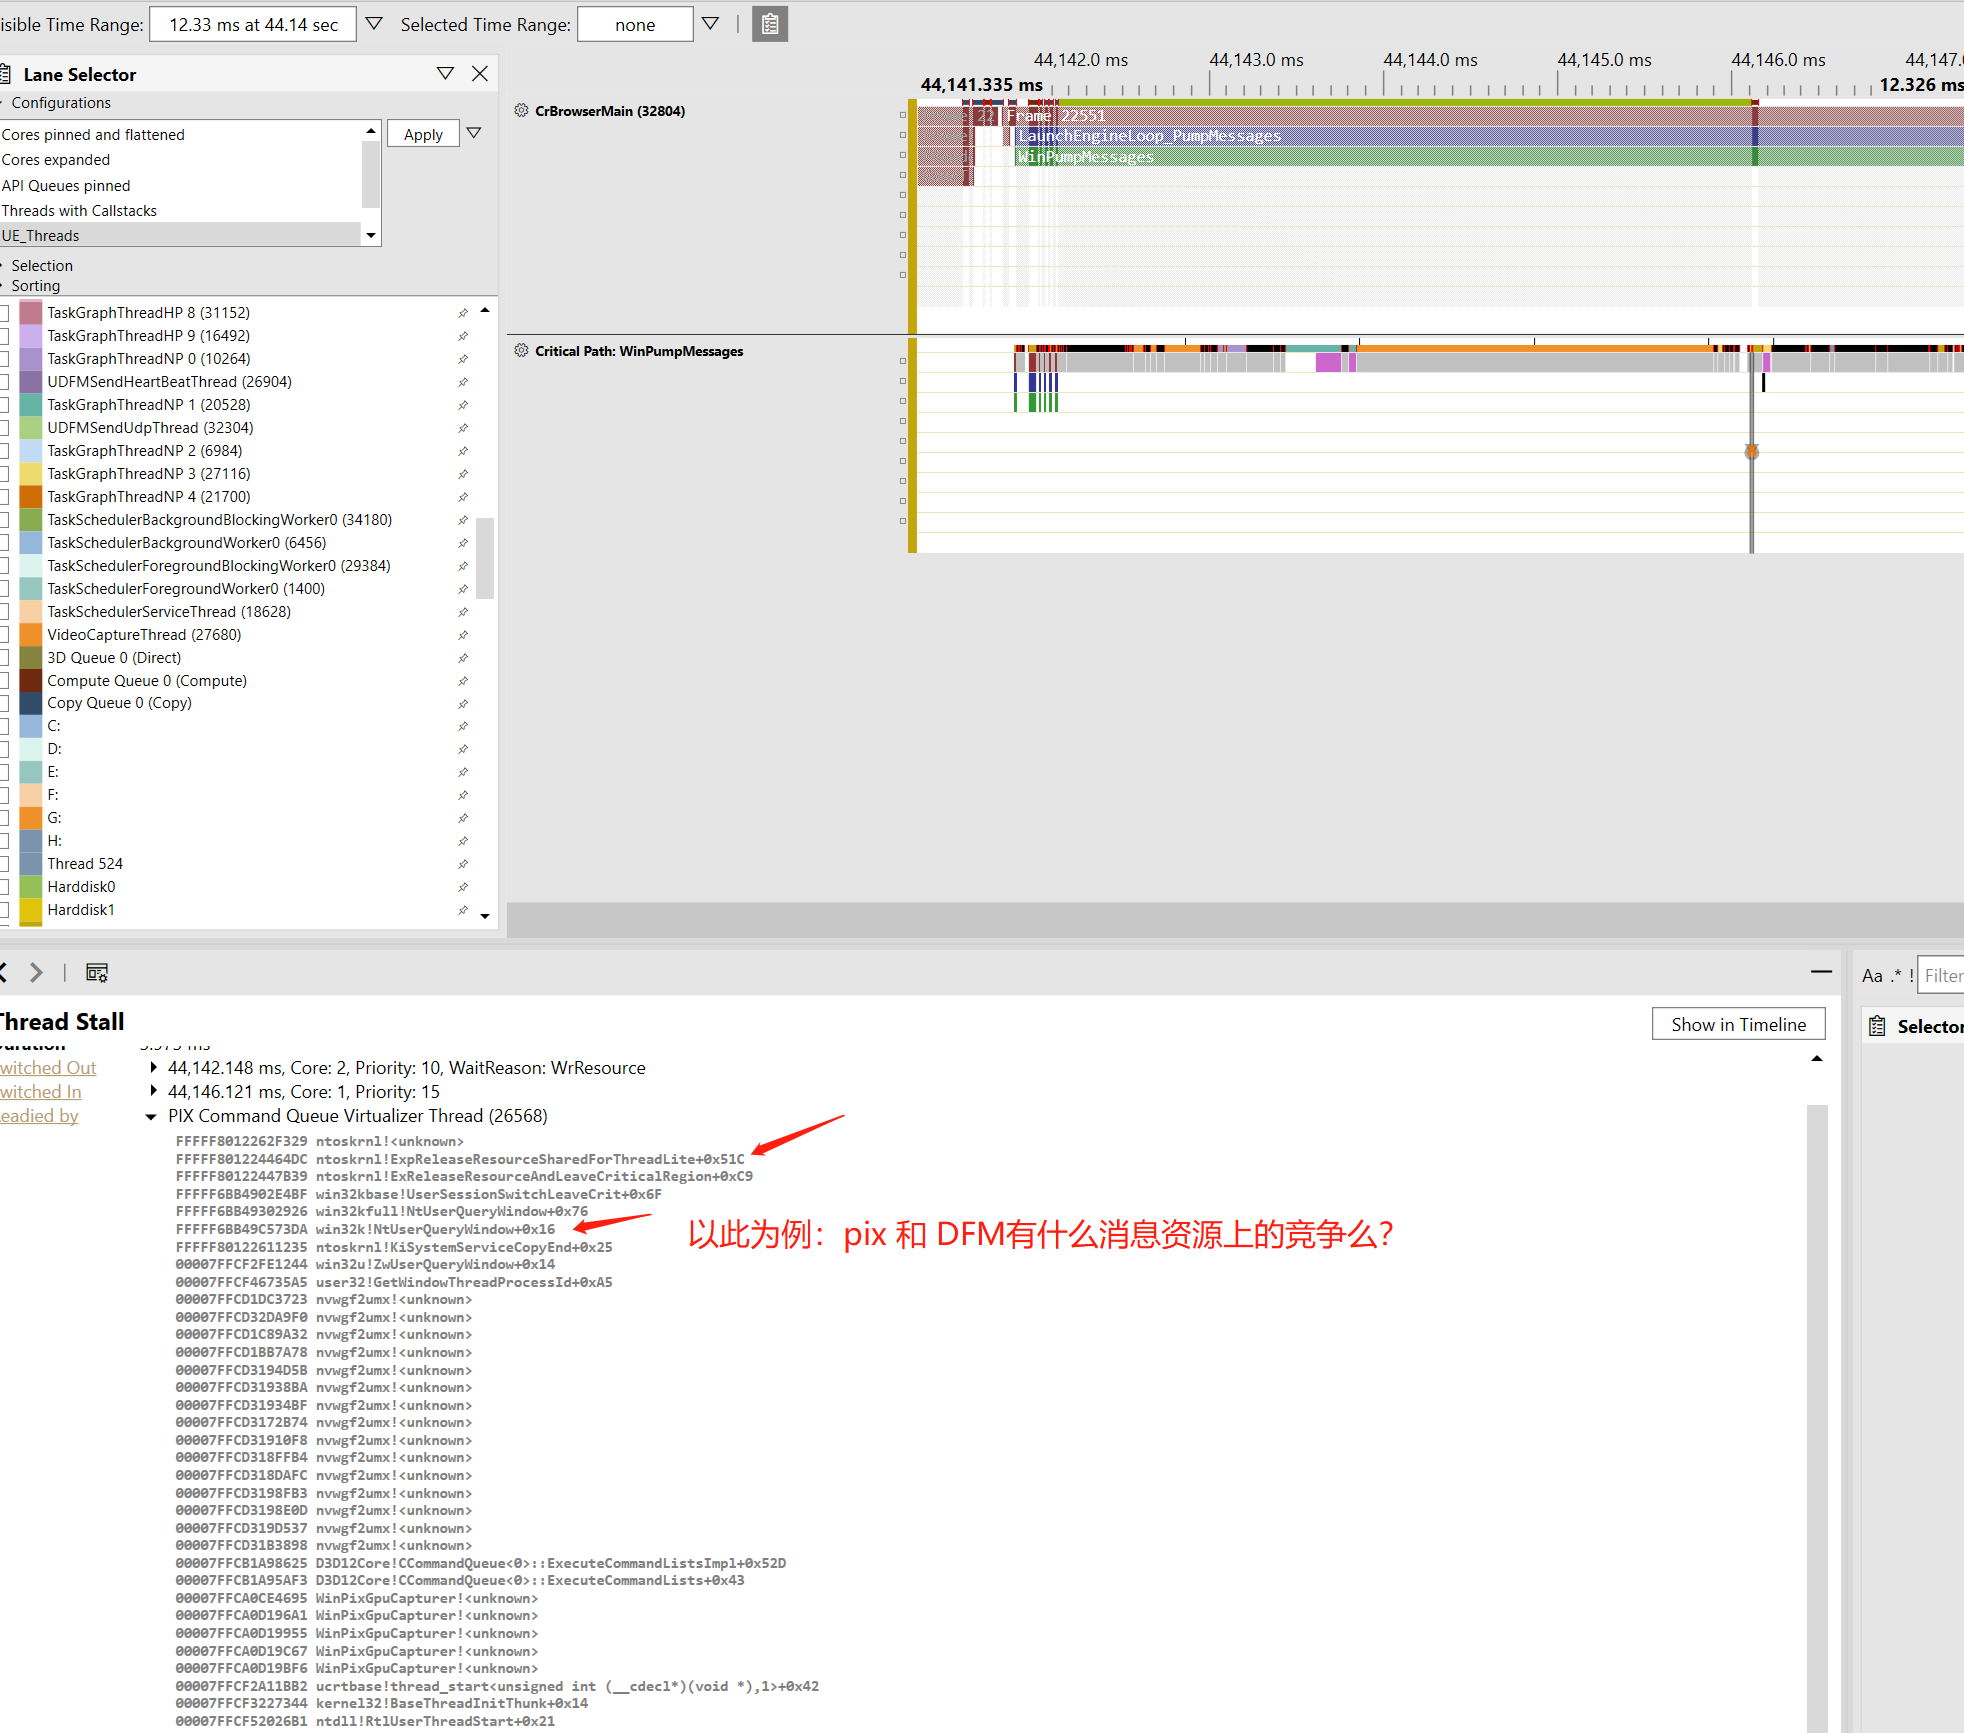 isible Time Range:
12.33 ms at 44.14 sec
Selected Time Range:
none
Lane Selector
Configurations
Cores pinned and flattened
Cores expanded
API Queues pinned
Threads with Callstacks
UE_Threads
Apply
Selection
Sorting
TaskGraphThreadHP 8 (31152)
TaskGraphThreadHP 9 (16492)
TaskGraphThreadNP 0 (10264)
UDFMSendHeartBeatThread (26904)
TaskGraphThreadNP 1 (20528)
UDFMSendUdpThread (32304)
TaskGraphThreadNP 2 (6984)
TaskGraphThreadNP 3 (27116)
TaskGraphThreadNP 4 (21700)
TaskSchedulerBackgroundBlockingWorker0 (34180)
TaskSchedulerBackgroundWorker0 (6456)
TaskSchedulerForegroundBlockingWorker0 (29384)
TaskSchedulerForegroundWorker0 (1400)
TaskSchedulerServiceThread (18628)
VideoCaptureThread (27680)
3D Queue 0 (Direct)
Compute Queue 0 (Compute)
Copy Queue 0 (Copy)
C:
D:
E:
F:
G:
H:
Thread 524
Harddisk0
Harddisk1
44,142.0 ms
44,143.0 ms
44,144.0 ms
44,145.0 ms
44,146.0 ms
44,147.
44,141.335 ms
12.326 ms
CrBrowserMain (32804)
Frame 22551
LaunchEngineLoop_PumpMessages
WinPumpMessages
Critical Path: WinPumpMessages
Aa .* !
Filter
Thread Stall
Show in Timeline
Selector
witched Out
44,142.148 ms, Core: 2, Priority: 10, WaitReason: WrResource
witched In
44,146.121 ms, Core: 1, Priority: 15
eadied by
PIX Command Queue Virtualizer Thread (26568)
FFFFF8012262F329 ntoskrnl!<unknown>
FFFFF801224464DC ntoskrnl!ExpReleaseResourceSharedForThreadLite+0x51C
FFFFF80122447B39 ntoskrnl!ExReleaseResourceAndLeaveCriticalRegion+0xC9
FFFFF6BB4902E4BF win32kbase!UserSessionSwitchLeaveCrit+0x6F
FFFFF6BB49302926 win32kfull!NtUserQueryWindow+0x76
FFFFF6BB49C573DA win32k!NtUserQueryWindow+0x16
以此为例：pix 和 DFM有什么消息资源上的竞争么？
FFFFF80122611235 ntoskrnl!KiSystemServiceCopyEnd+0x25
00007FFCF2FE1244 win32u!ZwUserQueryWindow+0x14
00007FFCF46735A5 user32!GetWindowThreadProcessId+0xA5
00007FFCD1DC3723 nvwgf2umx!<unknown>
00007FFCD32DA9F0 nvwgf2umx!<unknown>
00007FFCD1C89A32 nvwgf2umx!<unknown>
00007FFCD1BB7A78 nvwgf2umx!<unknown>
00007FFCD3194D5B nvwgf2umx!<unknown>
00007FFCD31938BA nvwgf2umx!<unknown>
00007FFCD31934BF nvwgf2umx!<unknown>
00007FFCD3172B74 nvwgf2umx!<unknown>
00007FFCD31910F8 nvwgf2umx!<unknown>
00007FFCD318FFB4 nvwgf2umx!<unknown>
00007FFCD318DAFC nvwgf2umx!<unknown>
00007FFCD3198FB3 nvwgf2umx!<unknown>
00007FFCD3198E0D nvwgf2umx!<unknown>
00007FFCD319D537 nvwgf2umx!<unknown>
00007FFCD31B3898 nvwgf2umx!<unknown>
00007FFCB1A98625 D3D12Core!CCommandQueue<0>::ExecuteCommandListsImpl+0x52D
00007FFCB1A95AF3 D3D12Core!CCommandQueue<0>::ExecuteCommandLists+0x43
00007FFCA0CE4695 WinPixGpuCapturer!<unknown>
00007FFCA0D196A1 WinPixGpuCapturer!<unknown>
00007FFCA0D19955 WinPixGpuCapturer!<unknown>
00007FFCA0D19C67 WinPixGpuCapturer!<unknown>
00007FFCA0D19BF6 WinPixGpuCapturer!<unknown>
00007FFCF2A11BB2 ucrtbase!thread_start<unsigned int (__cdecl*)(void *),1>+0x42
00007FFCF3227344 kernel32!BaseThreadInitThunk+0x14
00007FFCF52026B1 ntdll!RtlUserThreadStart+0x21